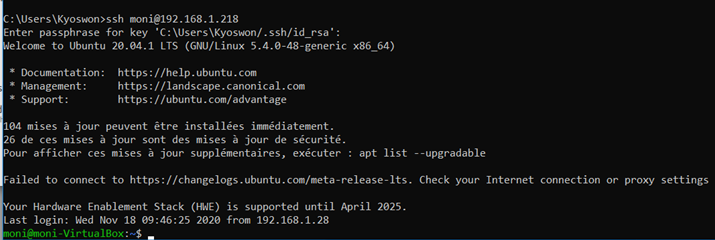 C:\Users\Kyoswon>ssh moni@192.168.1.218
Enter passphrase for key 'C:\Users\Kyoswon/.ssh/id_rsa':
Welcome to Ubuntu 20.04.1 LTS (GNU/Linux 5.4.0-48-generic x86_64)
* Documentation:  https://help.ubuntu.com
* Management:     https://landscape.canonical.com
* Support:        https://ubuntu.com/advantage
104 mises à jour peuvent être installées immédiatement.
26 de ces mises à jour sont des mises à jour de sécurité.
Pour afficher ces mises à jour supplémentaires, exécuter : apt list --upgradable
Failed to connect to https://changelogs.ubuntu.com/meta-release-lts. Check your Internet connection or proxy settings
Your Hardware Enablement Stack (HWE) is supported until April 2025.
Last login: Wed Nov 18 09:46:25 2020 from 192.168.1.28
moni@moni-VirtualBox:~$